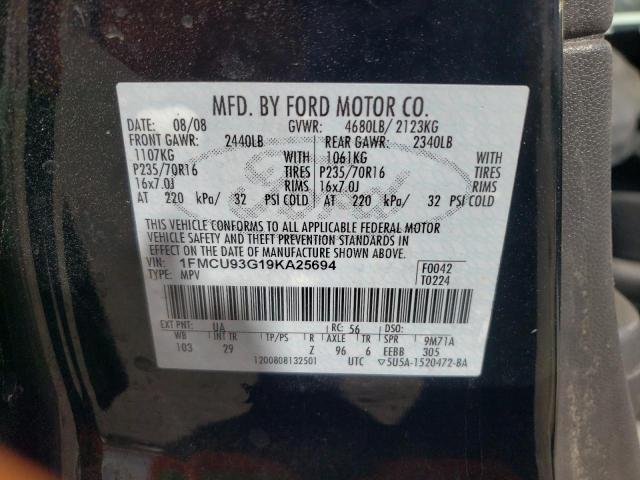 MFD. BY FORD MOTOR CO.
DATE: 08/08 GVWR: 4680LB/ 2123KG
FRONT GAWR: 2440LB REAR GAWR: 2340LB
1107KG WITH 1061KG WITH
P235/70R16 TIRES P235/70R16 TIRES
16x7.0J RIMS 16x7.0J RIMS
AT 220 kPa/ 32 PSI COLD AT 220 kPa/ 32 PSI COLD
THIS VEHICLE CONFORMS TO ALL APPLICABLE FEDERAL MOTOR
VEHICLE SAFETY AND THEFT PREVENTION STANDARDS IN
EFFECT ON THE DATE OF MANUFACTURE SHOWN ABOVE.
VIN: 1FMCU93G19KA25694 F0042
TYPE: MPV T0224
EXT PNT: UA RC: 56 DSO:
WB INT TR TP/PS R AX TR SPR 9M71A
103 29 Z 96 6 EEBB 305
1200808132501 UTC ▽5U5A-1520472-BA
Ford